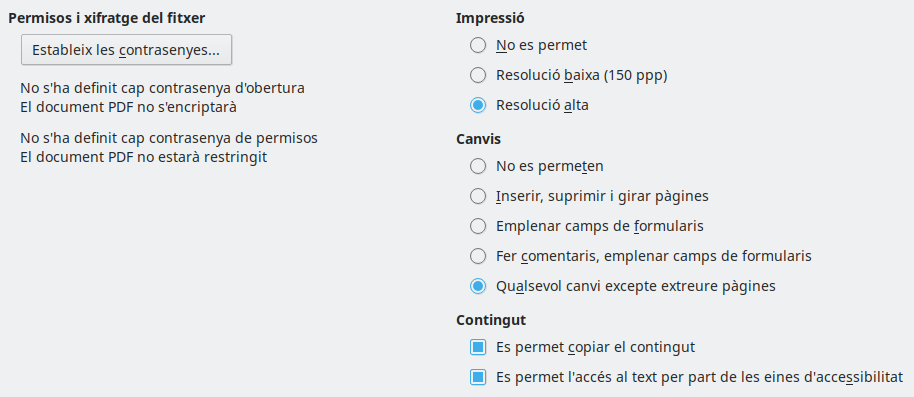 Permisos i xifratge del fitxer
Estableix les contrasenyes...
No s'ha definit cap contrasenya d'obertura
El document PDF no s'encriptarà
No s'ha definit cap contrasenya de permisos
El document PDF no estarà restringit
Impressió
No es permet
Resolució baixa (150 ppp)
Resolució alta
Canvis
No es permeten
Inserir, suprimir i girar pàgines
Emplenar camps de formularis
Fer comentaris, emplenar camps de formularis
Qualsevol canvi excepte extreure pàgines
Contingut
Es permet copiar el contingut
Es permet l'accés al text per part de les eines d'accessibilitat